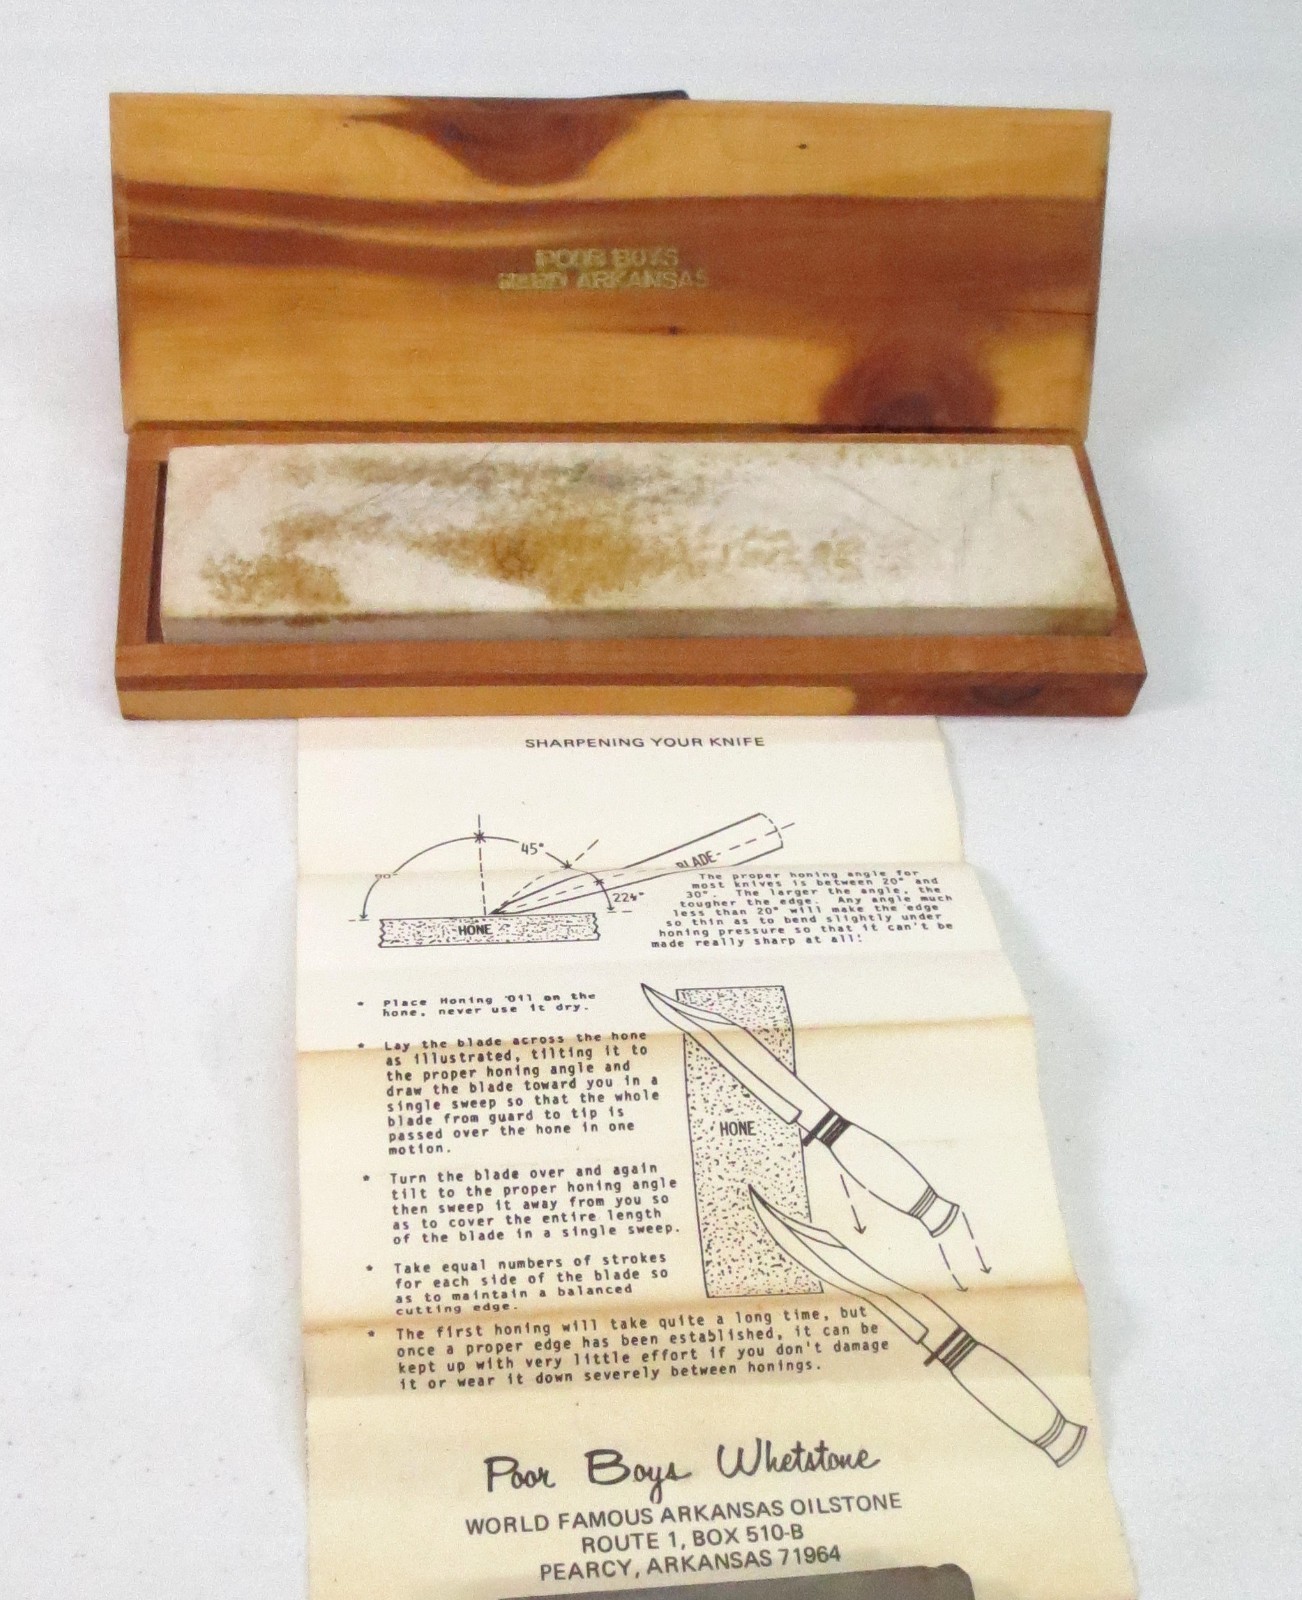 POOR BOYS
HARD ARKANSAS
SHARPENING YOUR KNIFE
45°
90°
BLADE
22½°
HONE
The proper honing angle for
most knives is between 20° and
30°. The larger the angle, the
tougher the edge. Any angle much
less than 20° will make the edge
so thin as to bend slightly under
honing pressure so that it can't be
made really sharp at all!
* Place Honing Oil on the
hone, never use it dry.
* Lay the blade across the hone
as illustrated, tilting it to
the proper honing angle and
draw the blade toward you in a
single sweep so that the whole
blade from guard to tip is
passed over the hone in one
motion.
HONE
* Turn the blade over and again
tilt to the proper honing angle
then sweep it away from you so
as to cover the entire length
of the blade in a single sweep.
* Take equal numbers of strokes
for each side of the blade so
as to maintain a balanced
cutting edge.
* The first honing will take quite a long time, but
once a proper edge has been established, it can be
kept up with very little effort if you don't damage
it or wear it down severely between honings.
Poor Boys Whetstone
WORLD FAMOUS ARKANSAS OILSTONE
ROUTE 1, BOX 510-B
PEARCY, ARKANSAS 71964